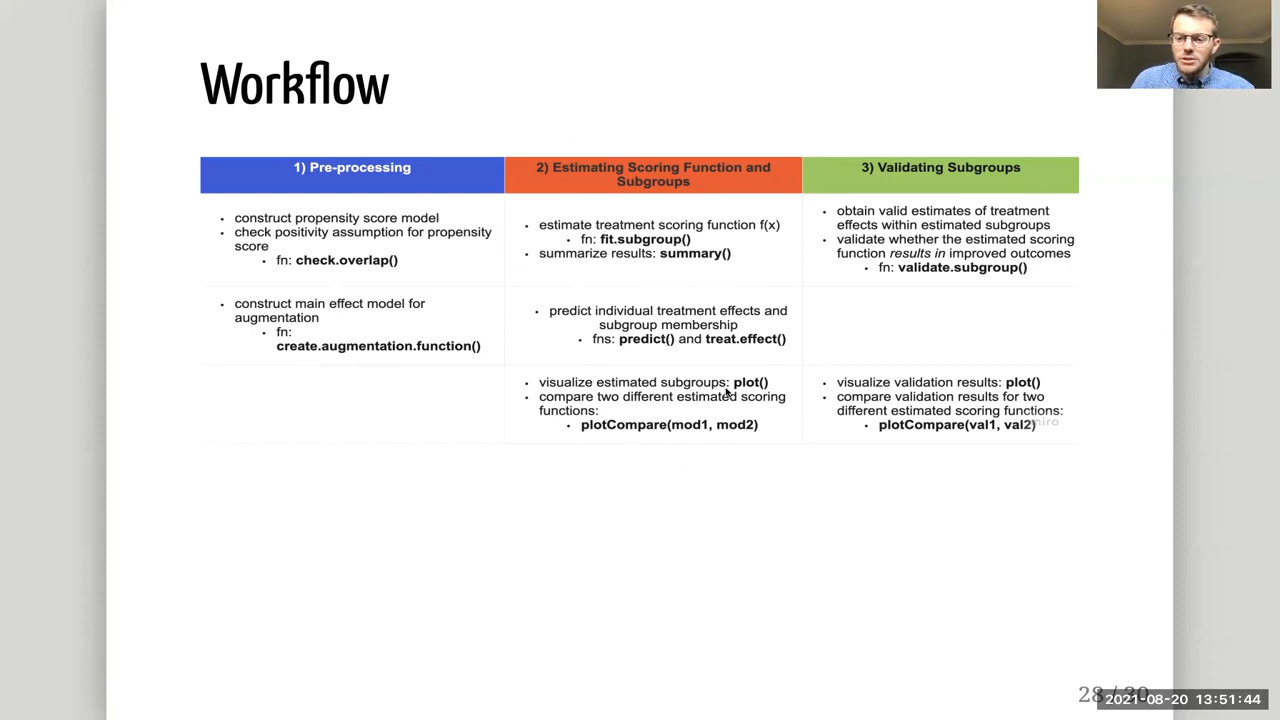 Workflow
1) Pre-processing
2) Estimating Scoring Function and
Subgroups
3) Validating Subgroups
• construct propensity score model
• check positivity assumption for propensity
score
• fn: check.overlap()
• estimate treatment scoring function f(x)
• fn: fit.subgroup()
• summarize results: summary()
• obtain valid estimates of treatment
effects within estimated subgroups
• validate whether the estimated scoring
function results in improved outcomes
• fn: validate.subgroup()
• construct main effect model for
augmentation
• fn:
create.augmentation.function()
• predict individual treatment effects and
subgroup membership
• fns: predict() and treat.effect()
• visualize estimated subgroups: plot()
• compare two different estimated scoring
functions:
• plotCompare(mod1, mod2)
• visualize validation results: plot()
• compare validation results for two
different estimated scoring functions:
• plotCompare(val1, val2)
miro
28 / 30
2021-08-20 13:51:44